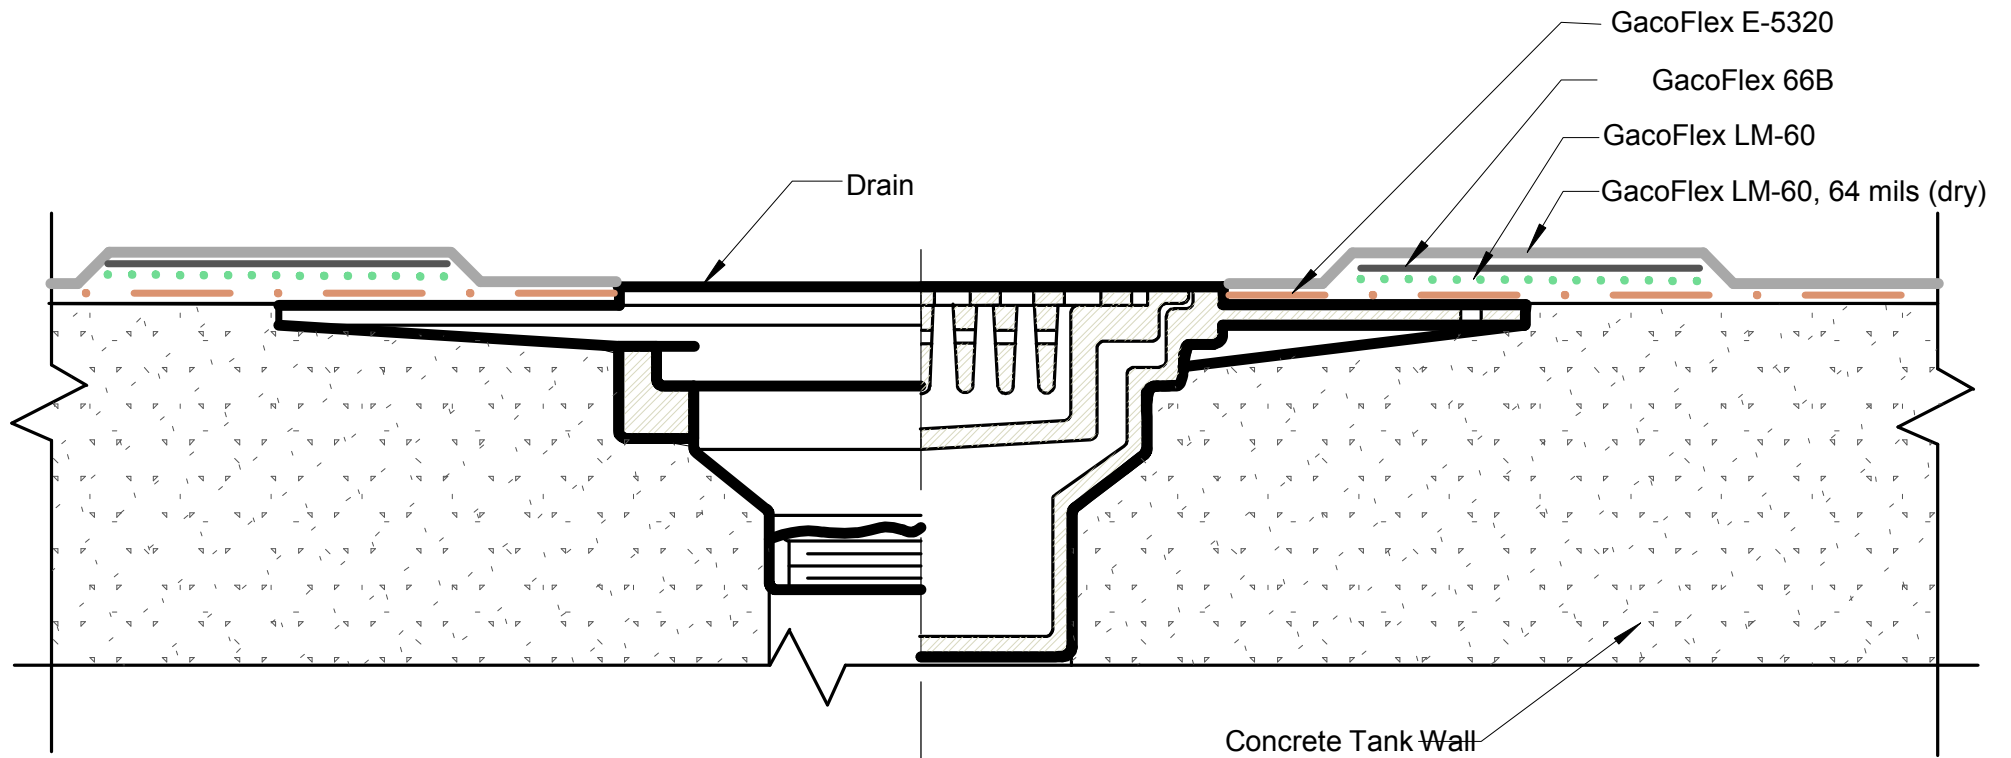 GacoFlex E-5320
GacoFlex 66B
GacoFlex LM-60
Drain
GacoFlex LM-60, 64 mils (dry)
Concrete Tank Wall